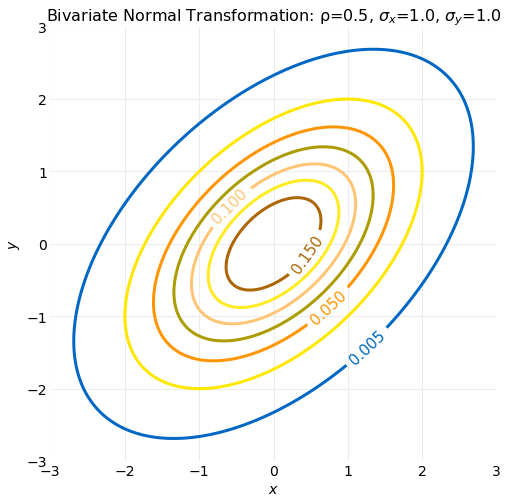 Bivariate Normal Transformation: ρ=0.5, σx=1.0, σy=1.0
3
2
1
0
−1
−2
−3
y
0.100
0.150
0.050
0.005
−3 −2 −1 0 1 2 3
x